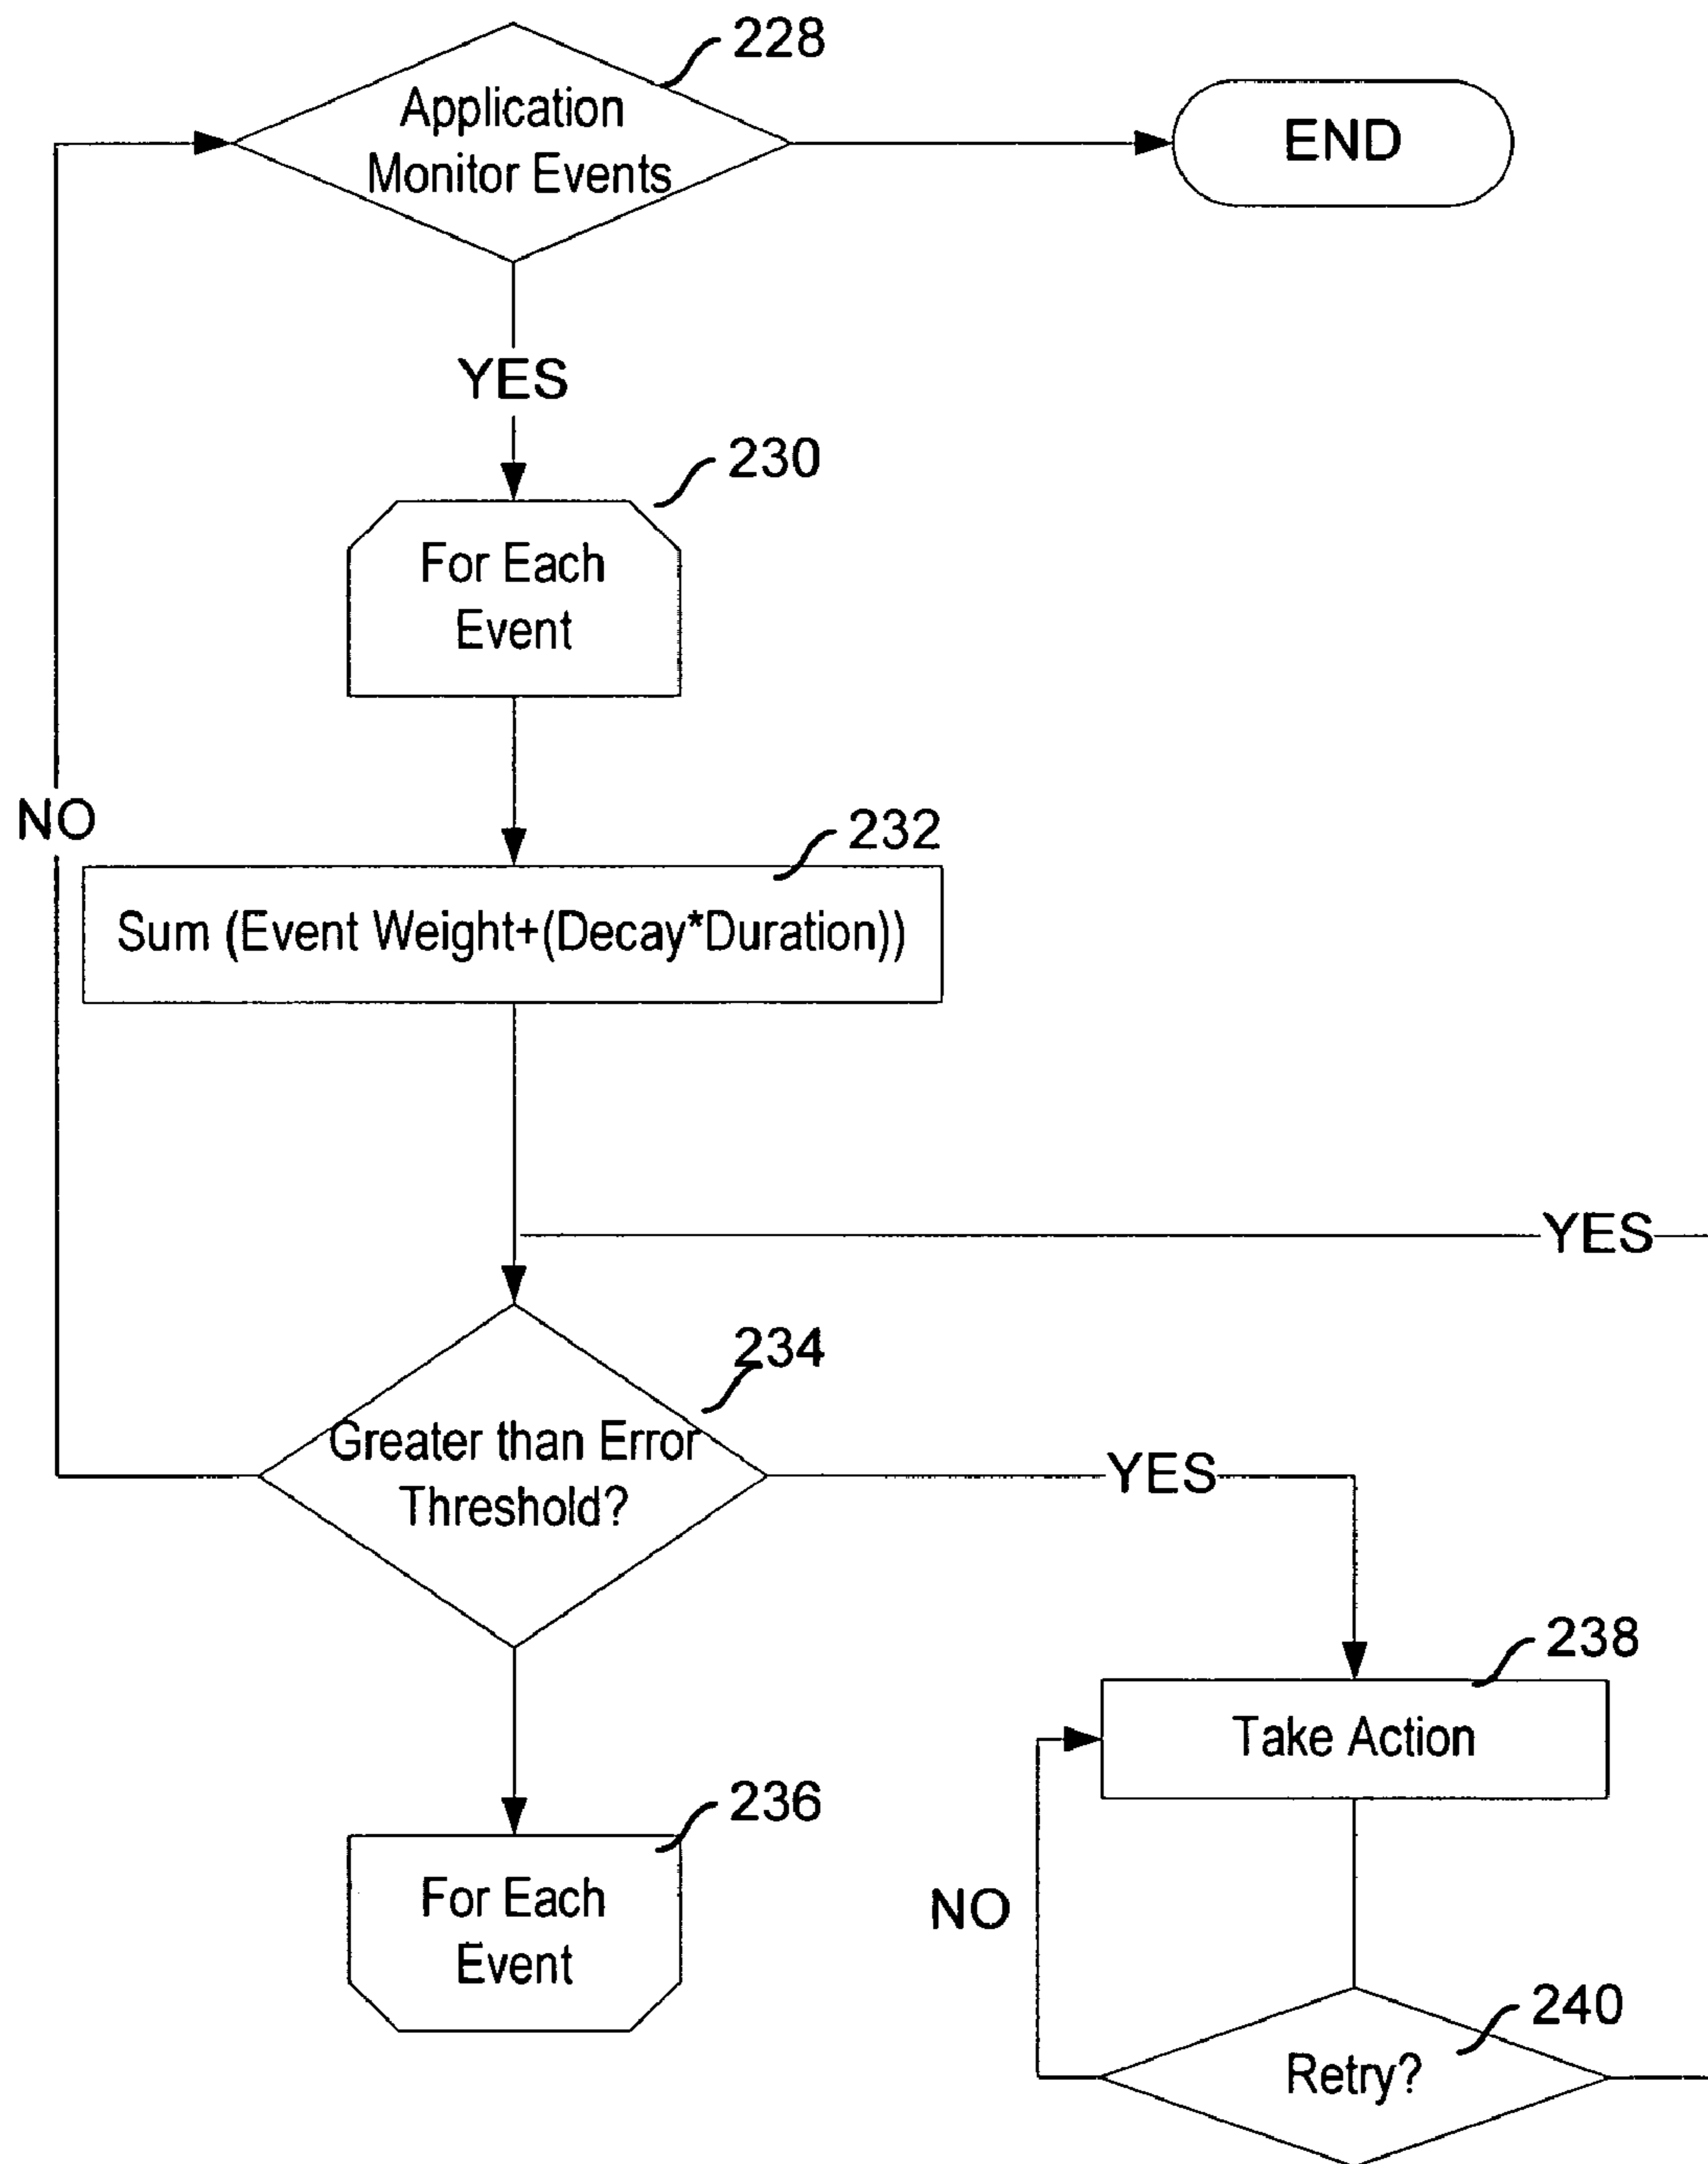 228
Application
Monitor Events
END
YES
230
For Each
Event
NO
232
Sum (Event Weight+(Decay*Duration))
YES
234
Greater than Error
Threshold?
YES
238
Take Action
236
For Each
Event
NO
240
Retry?